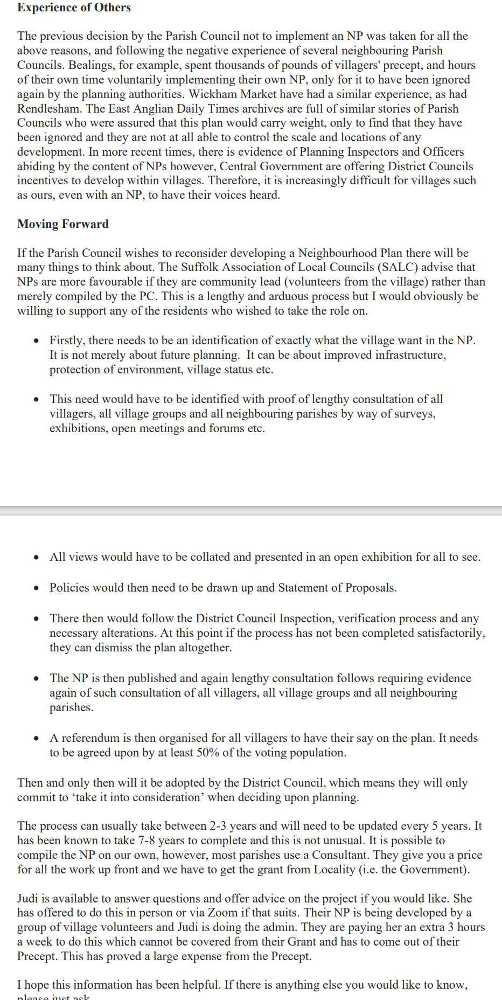 Experience of Others
The previous decision by the Parish Council not to implement an NP was taken for all the
above reasons, and following the negative experience of several neighbouring Parish
Councils. Bealings, for example, spent thousands of pounds of villagers' precept, and hours
of their own time voluntarily implementing their own NP, only for it to have been ignored
again by the planning authorities. Wickham Market have had a similar experience, as had
Rendlesham. The East Anglian Daily Times archives are full of similar stories of Parish
Councils who were assured that this plan would carry weight, only to find that they have
been ignored and they are not at all able to control the scale and locations of any
development. In more recent times, there is evidence of Planning Inspectors and Officers
abiding by the content of NPs however, Central Government are offering District Councils
incentives to develop within villages. Therefore, it is increasingly difficult for villages such
as ours, even with an NP, to have their voices heard.
Moving Forward
If the Parish Council wishes to reconsider developing a Neighbourhood Plan there will be
many things to think about. The Suffolk Association of Local Councils (SALC) advise that
NPs are more favourable if they are community lead (volunteers from the village) rather than
merely compiled by the PC. This is a lengthy and arduous process but I would obviously be
willing to support any of the residents who wished to take the role on.
• Firstly, there needs to be an identification of exactly what the village want in the NP.
It is not merely about future planning.  It can be about improved infrastructure,
protection of environment, village status etc.
• This need would have to be identified with proof of lengthy consultation of all
villagers, all village groups and all neighbouring parishes by way of surveys,
exhibitions, open meetings and forums etc.
• All views would have to be collated and presented in an open exhibition for all to see.
• Policies would then need to be drawn up and Statement of Proposals.
• There then would follow the District Council Inspection, verification process and any
necessary alterations. At this point if the process has not been completed satisfactorily,
they can dismiss the plan altogether.
• The NP is then published and again lengthy consultation follows requiring evidence
again of such consultation of all villagers, all village groups and all neighbouring
parishes.
• A referendum is then organised for all villagers to have their say on the plan. It needs
to be agreed upon by at least 50% of the voting population.
Then and only then will it be adopted by the District Council, which means they will only
commit to ‘take it into consideration’ when deciding upon planning.
The process can usually take between 2-3 years and will need to be updated every 5 years. It
has been known to take 7-8 years to complete and this is not unusual. It is possible to
compile the NP on our own, however, most parishes use a Consultant. They give you a price
for all the work up front and we have to get the grant from Locality (i.e. the Government).
Judi is available to answer questions and offer advice on the project if you would like. She
has offered to do this in person or via Zoom if that suits. Their NP is being developed by a
group of village volunteers and Judi is doing the admin. They are paying her an extra 3 hours
a week to do this which cannot be covered from their Grant and has to come out of their
Precept. This has proved a large expense from the Precept.
I hope this information has been helpful. If there is anything else you would like to know,
please just ask